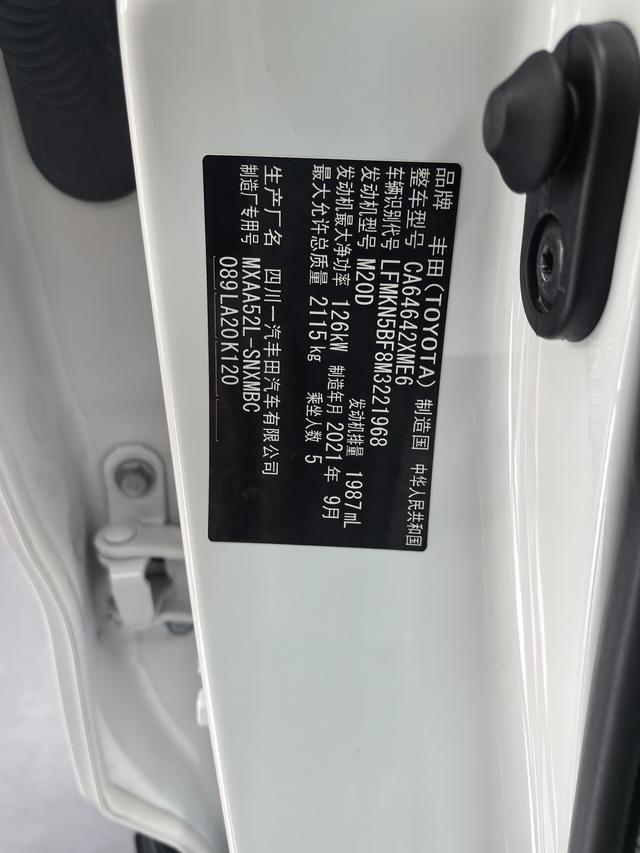 品牌 丰田(TOYOTA) 制造国 中华人民共和国
整车型号 CA64642XME6
车辆识别代号 LFMKN5BF8M3221968
发动机型号 M20D 发动机排量 1987mL
发动机最大净功率 126kW 制造年月 2021年 9月
最大允许总质量 2115kg 乘坐人数 5
生产厂名 四川一汽丰田汽车有限公司
制造厂专用号 MXAA52L-SNXMBC
089LA20 K120